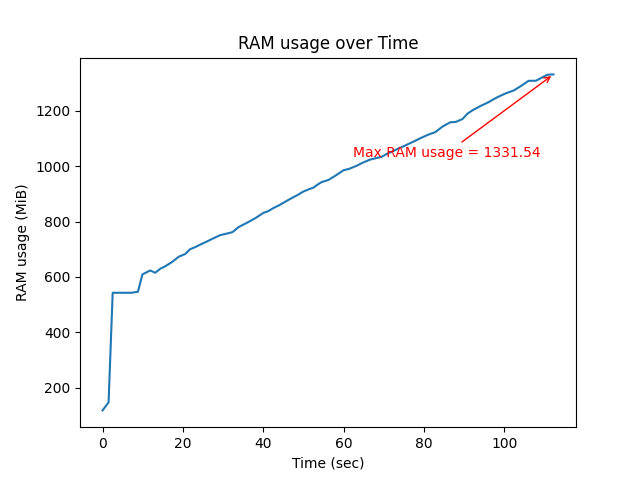 RAM usage over Time
RAM usage (MiB)
1200
1000
800
600
400
200
Max RAM usage = 1331.54
0 20 40 60 80 100
Time (sec)